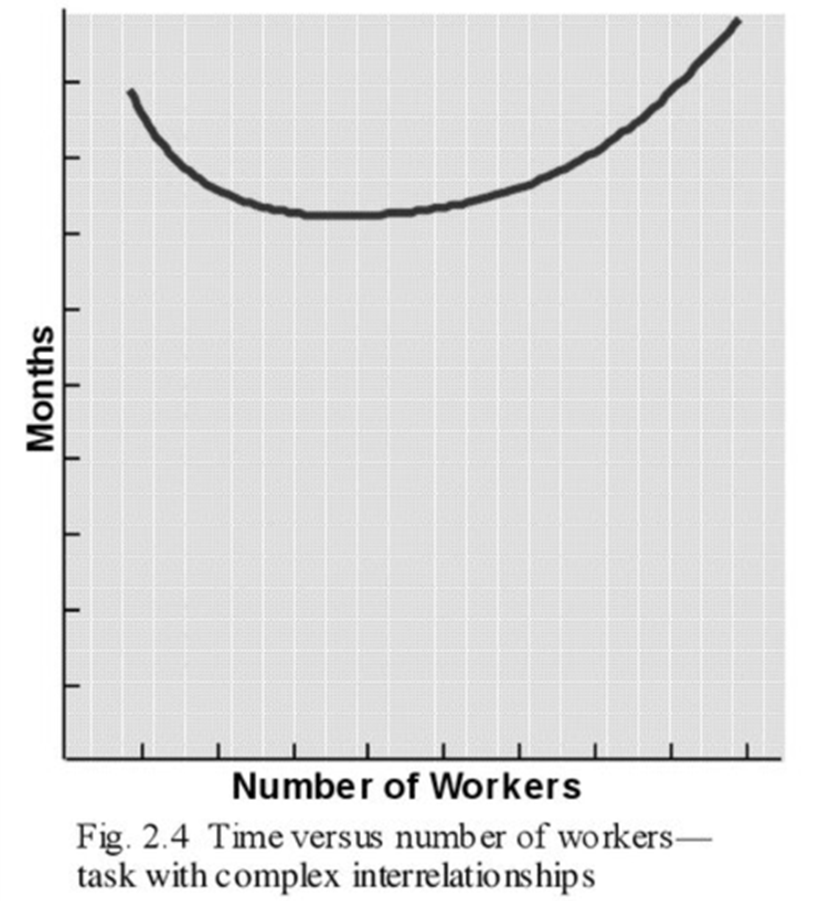 Months
Number of Workers
Fig. 2.4 Time versus number of workers—
task with complex interrelationships